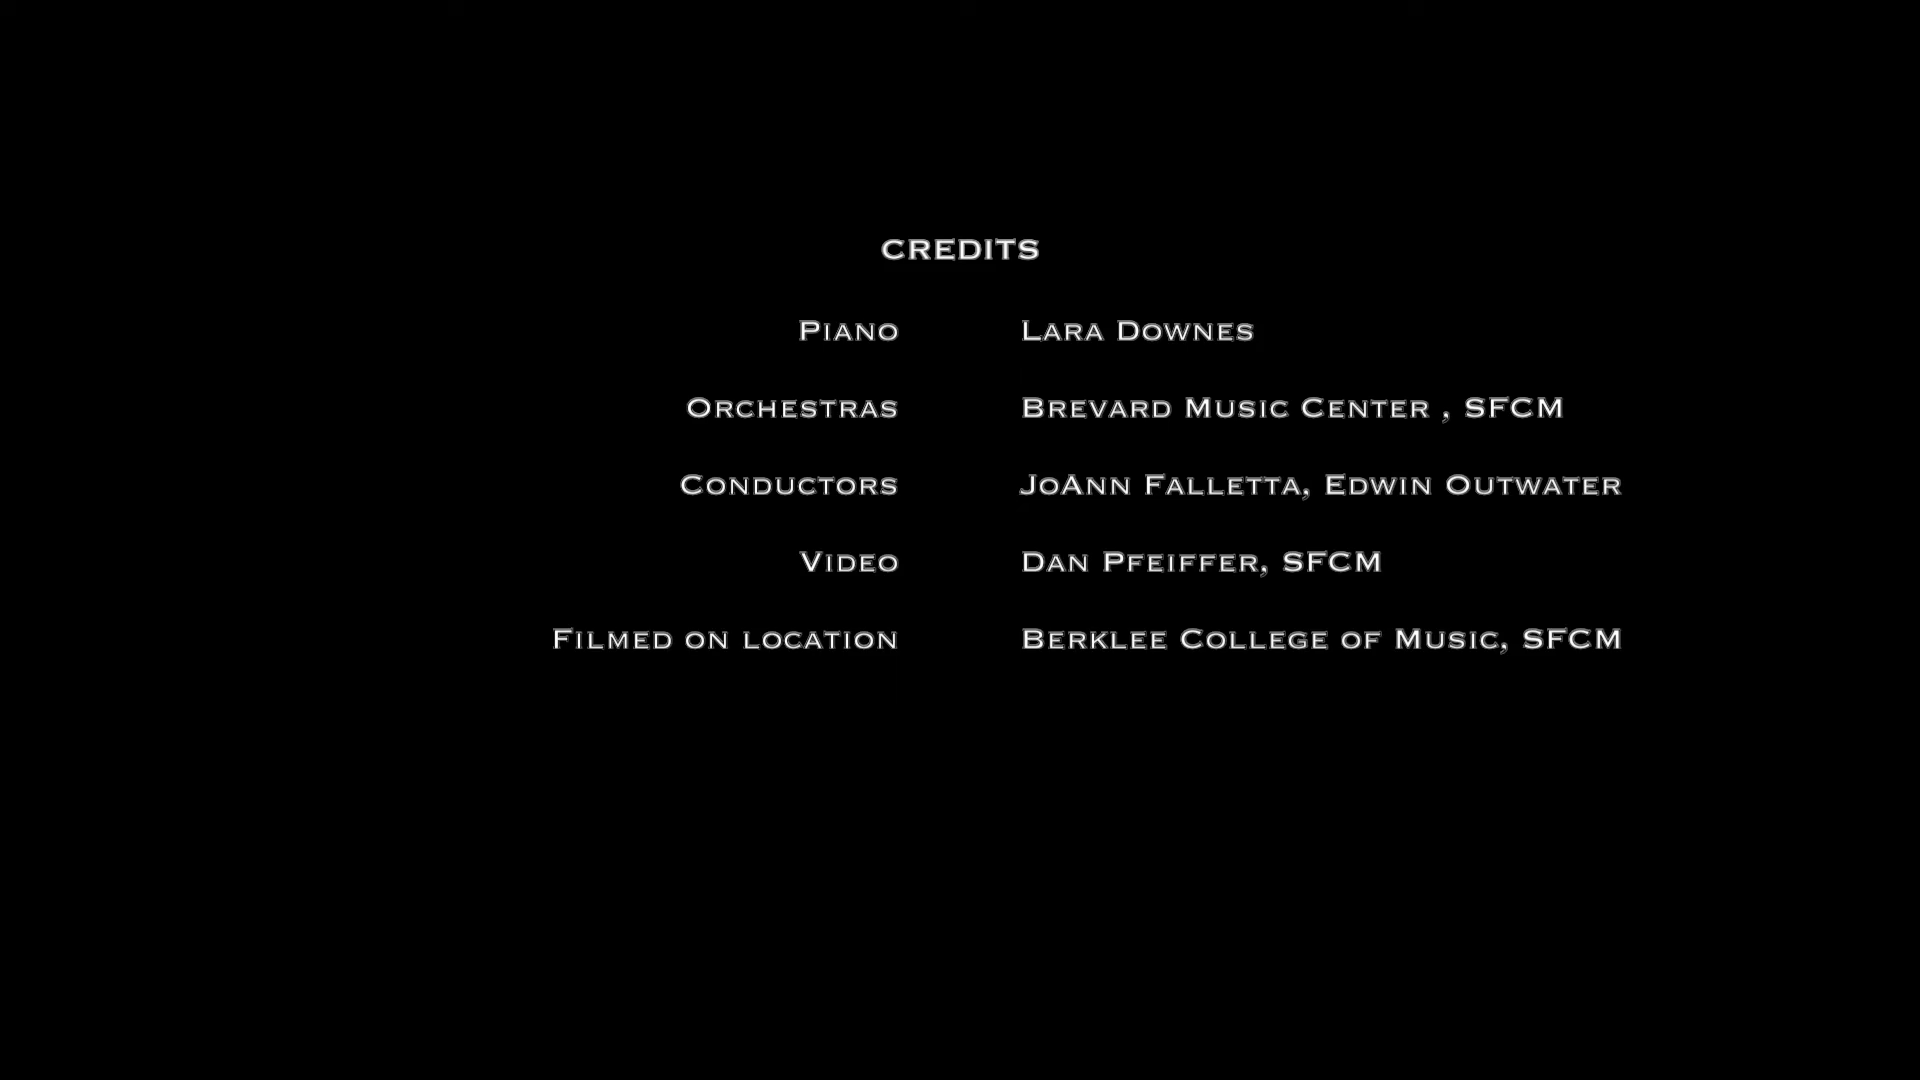 CREDITS
Piano Lara Downes
Orchestras Brevard Music Center , SFCM
Conductors JoAnn Falletta, Edwin Outwater
Video Dan Pfeiffer, SFCM
Filmed on location Berklee College of Music, SFCM